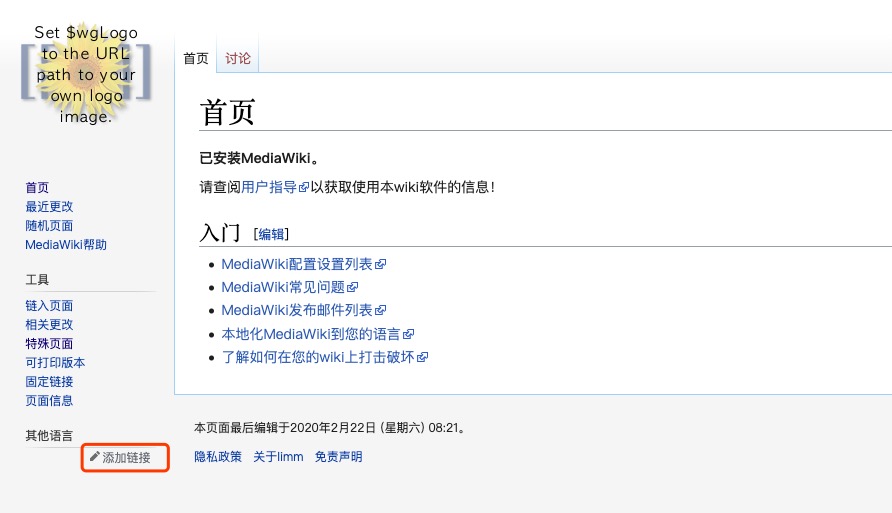 Set $wgLogo
to the URL
path to your
own logo
image.
首页
最近更改
随机页面
MediaWiki帮助
工具
链入页面
相关更改
特殊页面
可打印版本
固定链接
页面信息
其他语言
添加链接
首页 讨论
首页
已安装MediaWiki。
请查阅用户指导以获取使用本wiki软件的信息！
入门 [编辑]
MediaWiki配置设置列表
MediaWiki常见问题
MediaWiki发布邮件列表
本地化MediaWiki到您的语言
了解如何在您的wiki上打击破坏
本页面最后编辑于2020年2月22日 (星期六) 08:21。
隐私政策 关于limm 免责声明